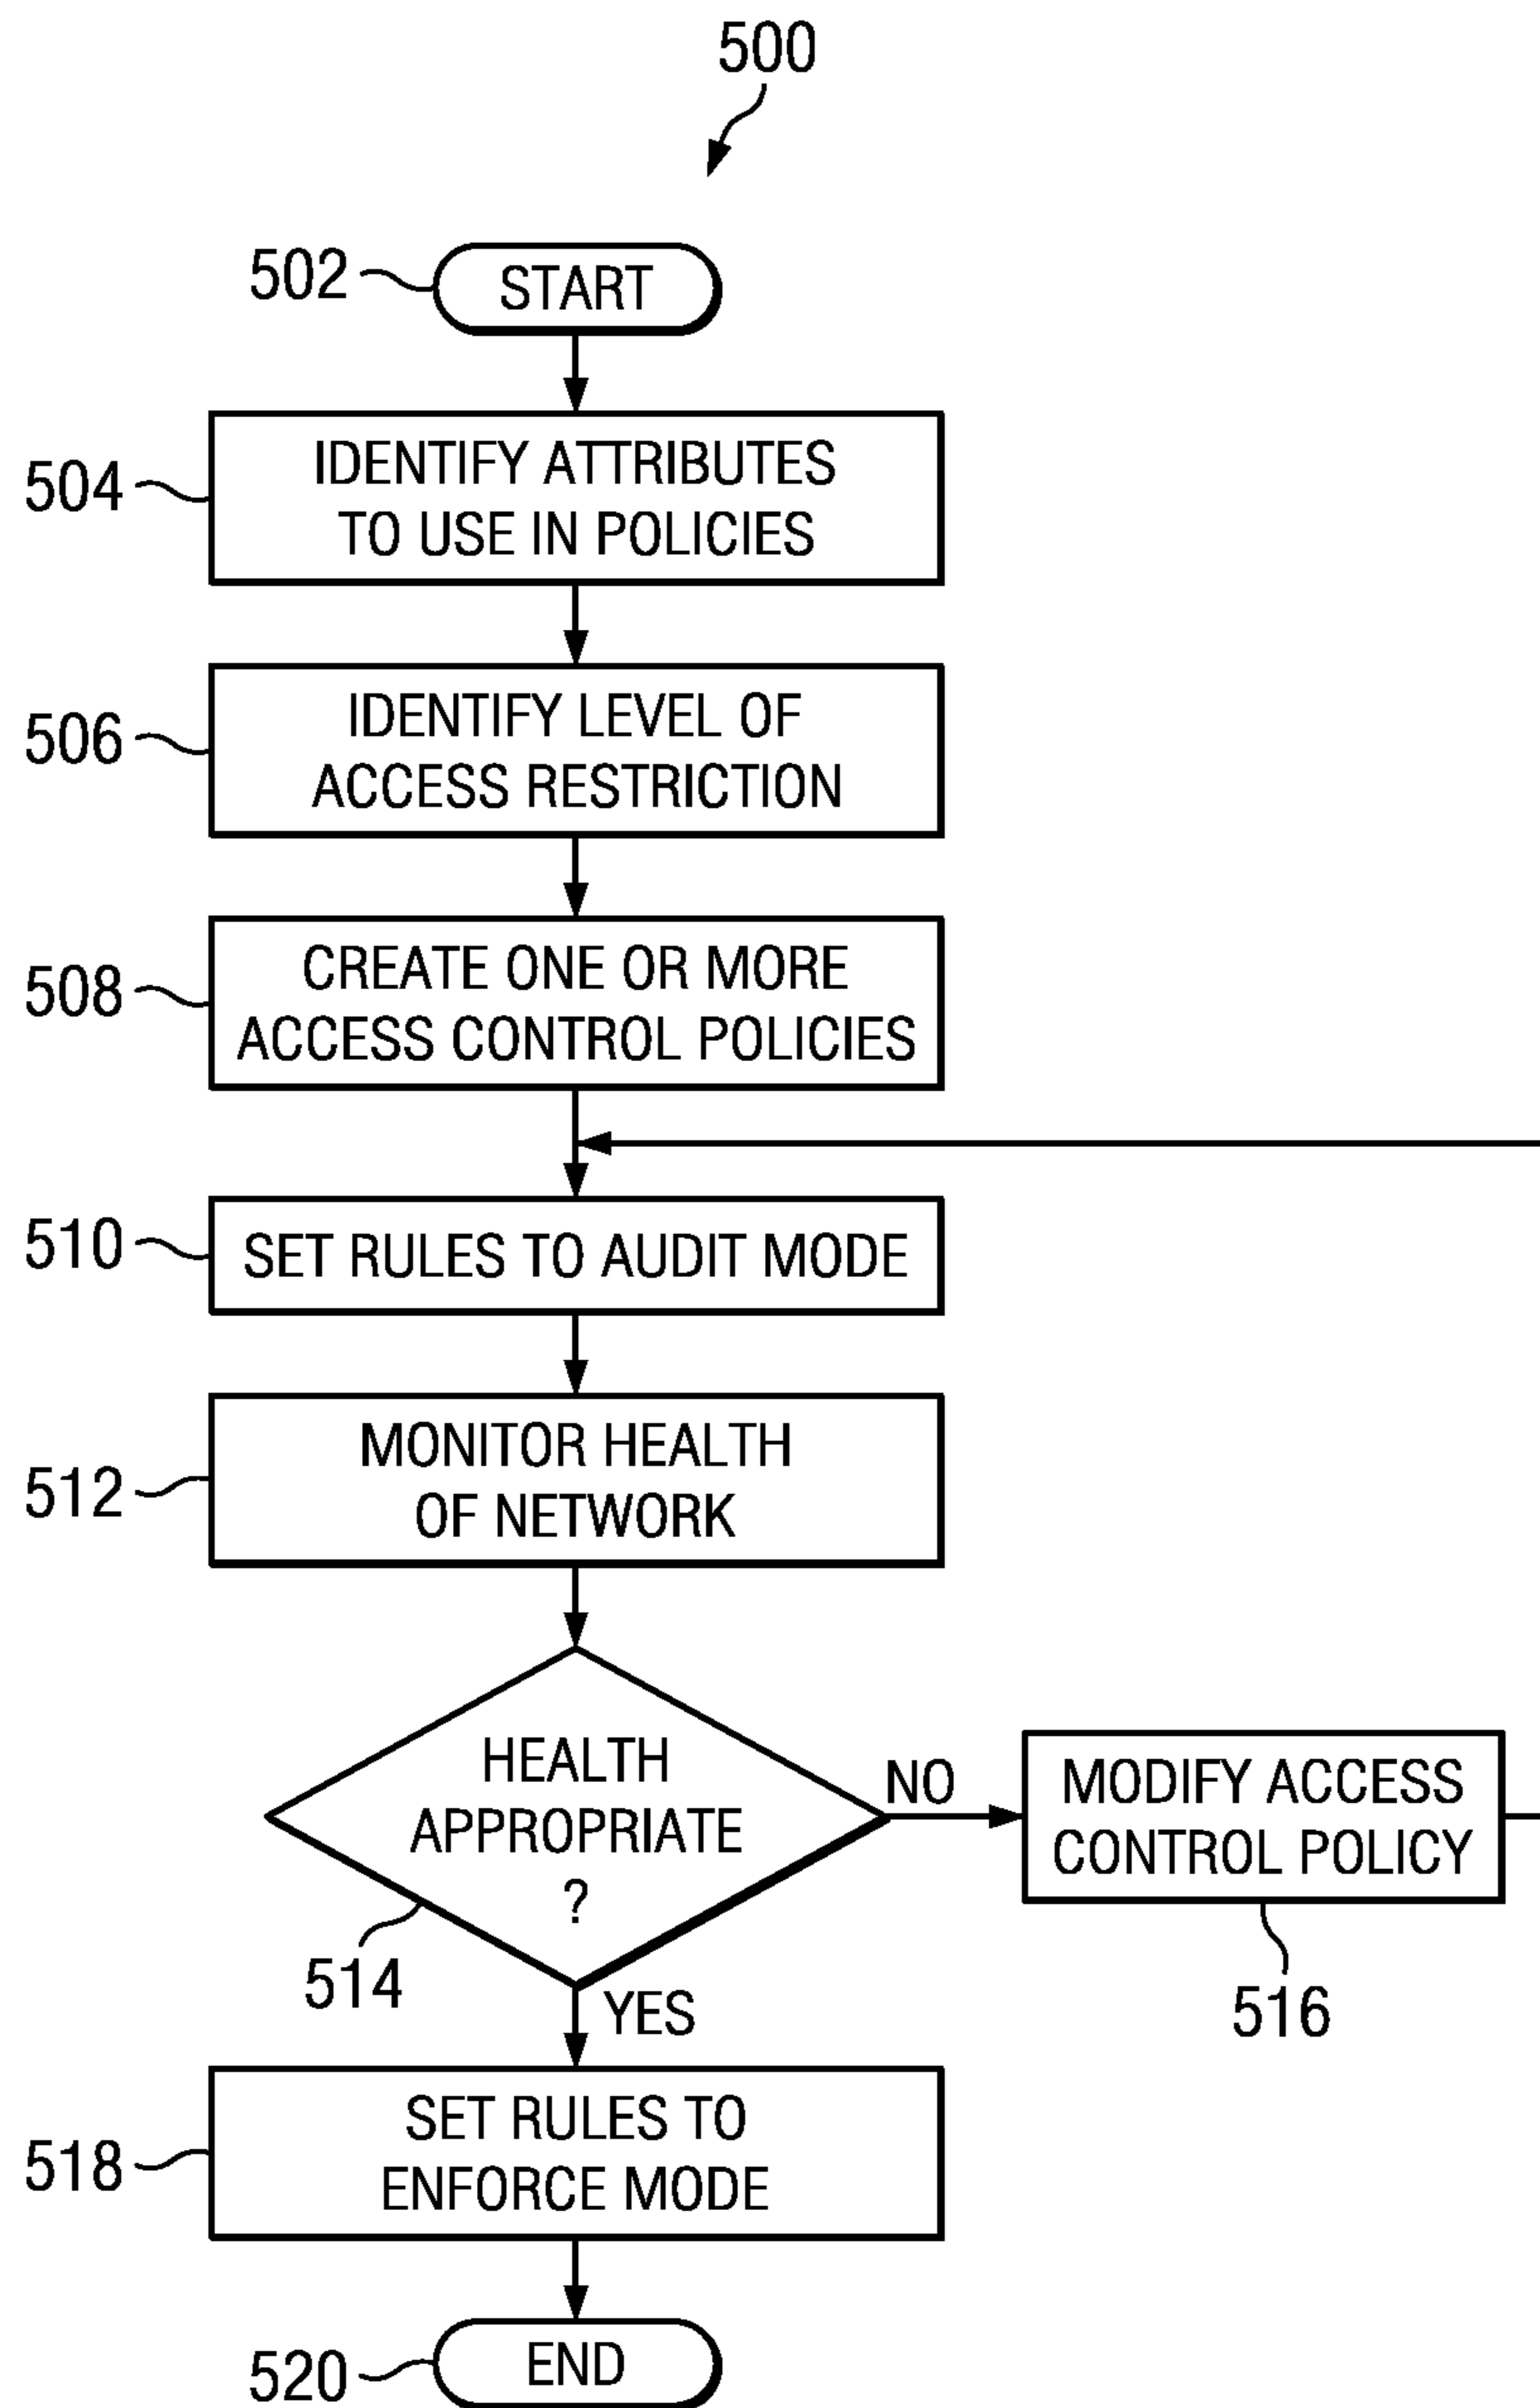 500
502
START
504
IDENTIFY ATTRIBUTES
TO USE IN POLICIES
506
IDENTIFY LEVEL OF
ACCESS RESTRICTION
508
CREATE ONE OR MORE
ACCESS CONTROL POLICIES
510
SET RULES TO AUDIT MODE
512
MONITOR HEALTH
OF NETWORK
HEALTH
APPROPRIATE
?
514
NO
MODIFY ACCESS
CONTROL POLICY
516
YES
518
SET RULES TO
ENFORCE MODE
520
END